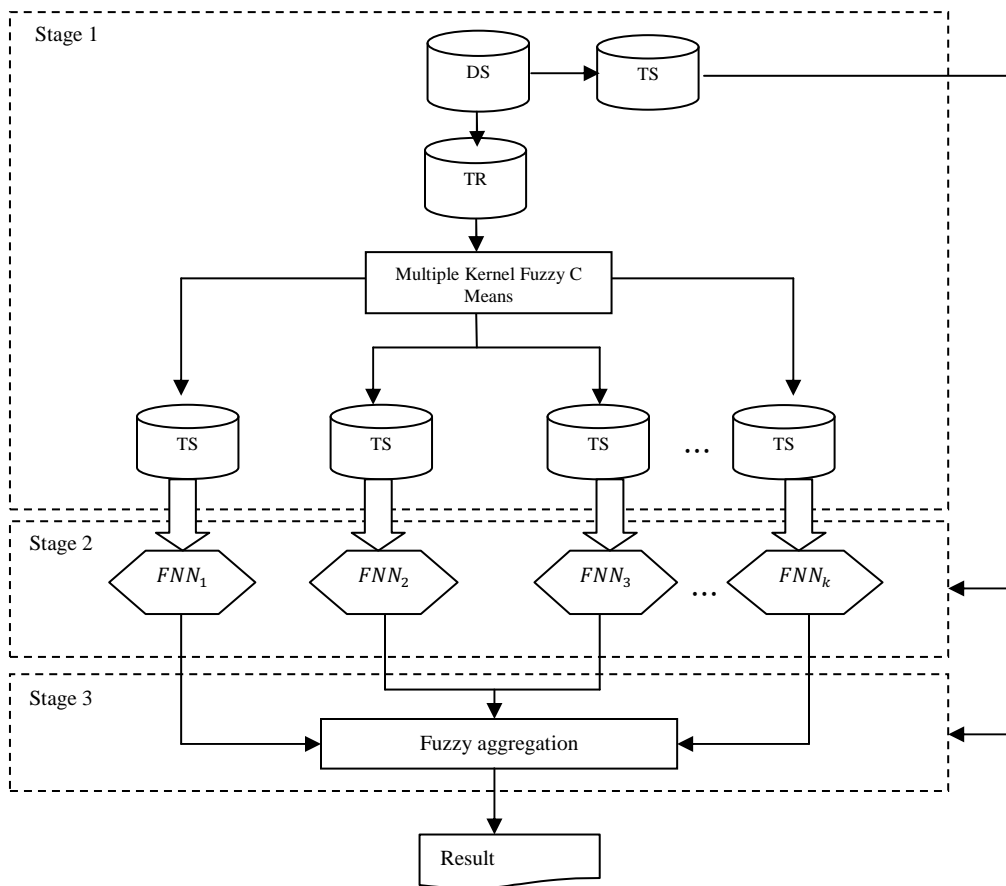 Stage 1
DS
TS
TR
Multiple Kernel Fuzzy C
Means
TS
TS
TS
...
TS
Stage 2
FNN₁
FNN₂
FNN₃
...
FNNₖ
Stage 3
Fuzzy aggregation
Result